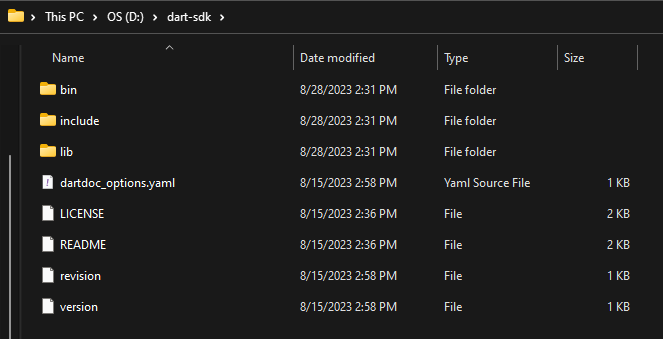 This PC > OS (D:) > dart-sdk >
Name Date modified Type Size
bin 8/28/2023 2:31 PM File folder
include 8/28/2023 2:31 PM File folder
lib 8/28/2023 2:31 PM File folder
dartdoc_options.yaml 8/15/2023 2:58 PM Yaml Source File 1 KB
LICENSE 8/15/2023 2:36 PM File 2 KB
README 8/15/2023 2:36 PM File 2 KB
revision 8/15/2023 2:58 PM File 1 KB
version 8/15/2023 2:58 PM File 1 KB